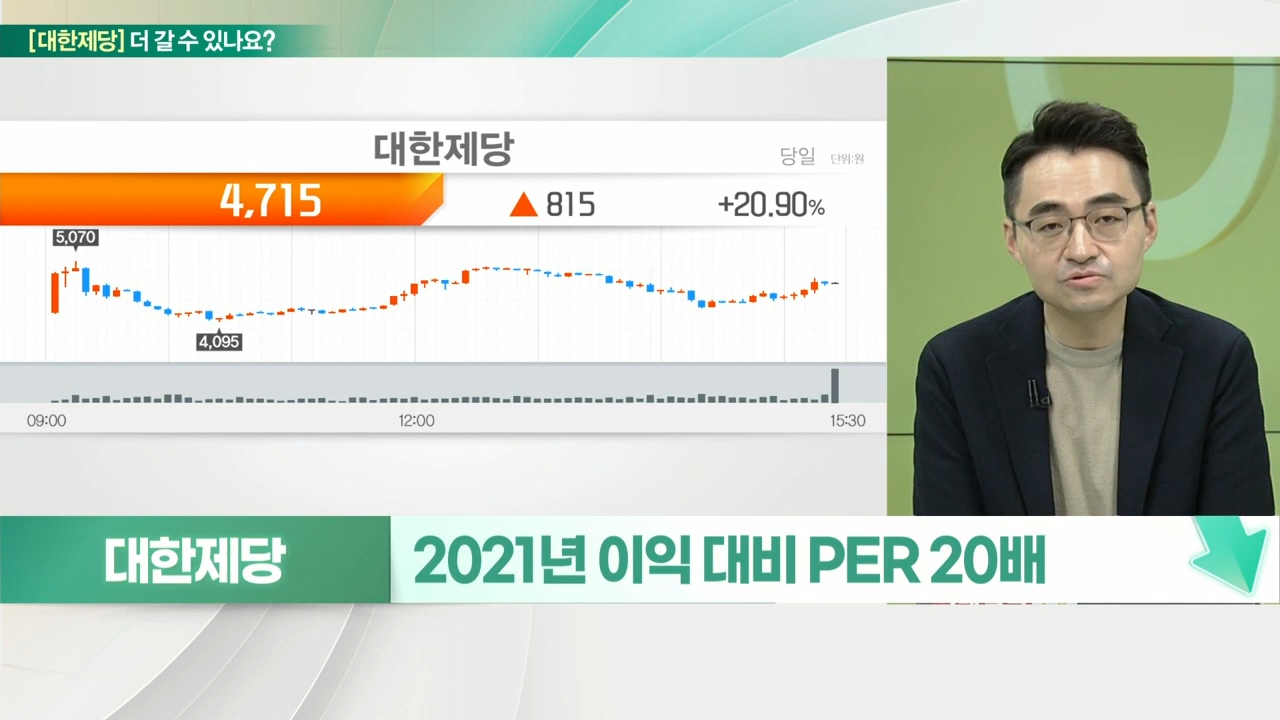 [대한제당] 더 갈 수 있나요?
대한제당
당일 단위:원
4,715 ▲ 815 +20.90%
5,070
4,095
09:00 12:00 15:30
대한제당 2021년 이익 대비 PER 20배